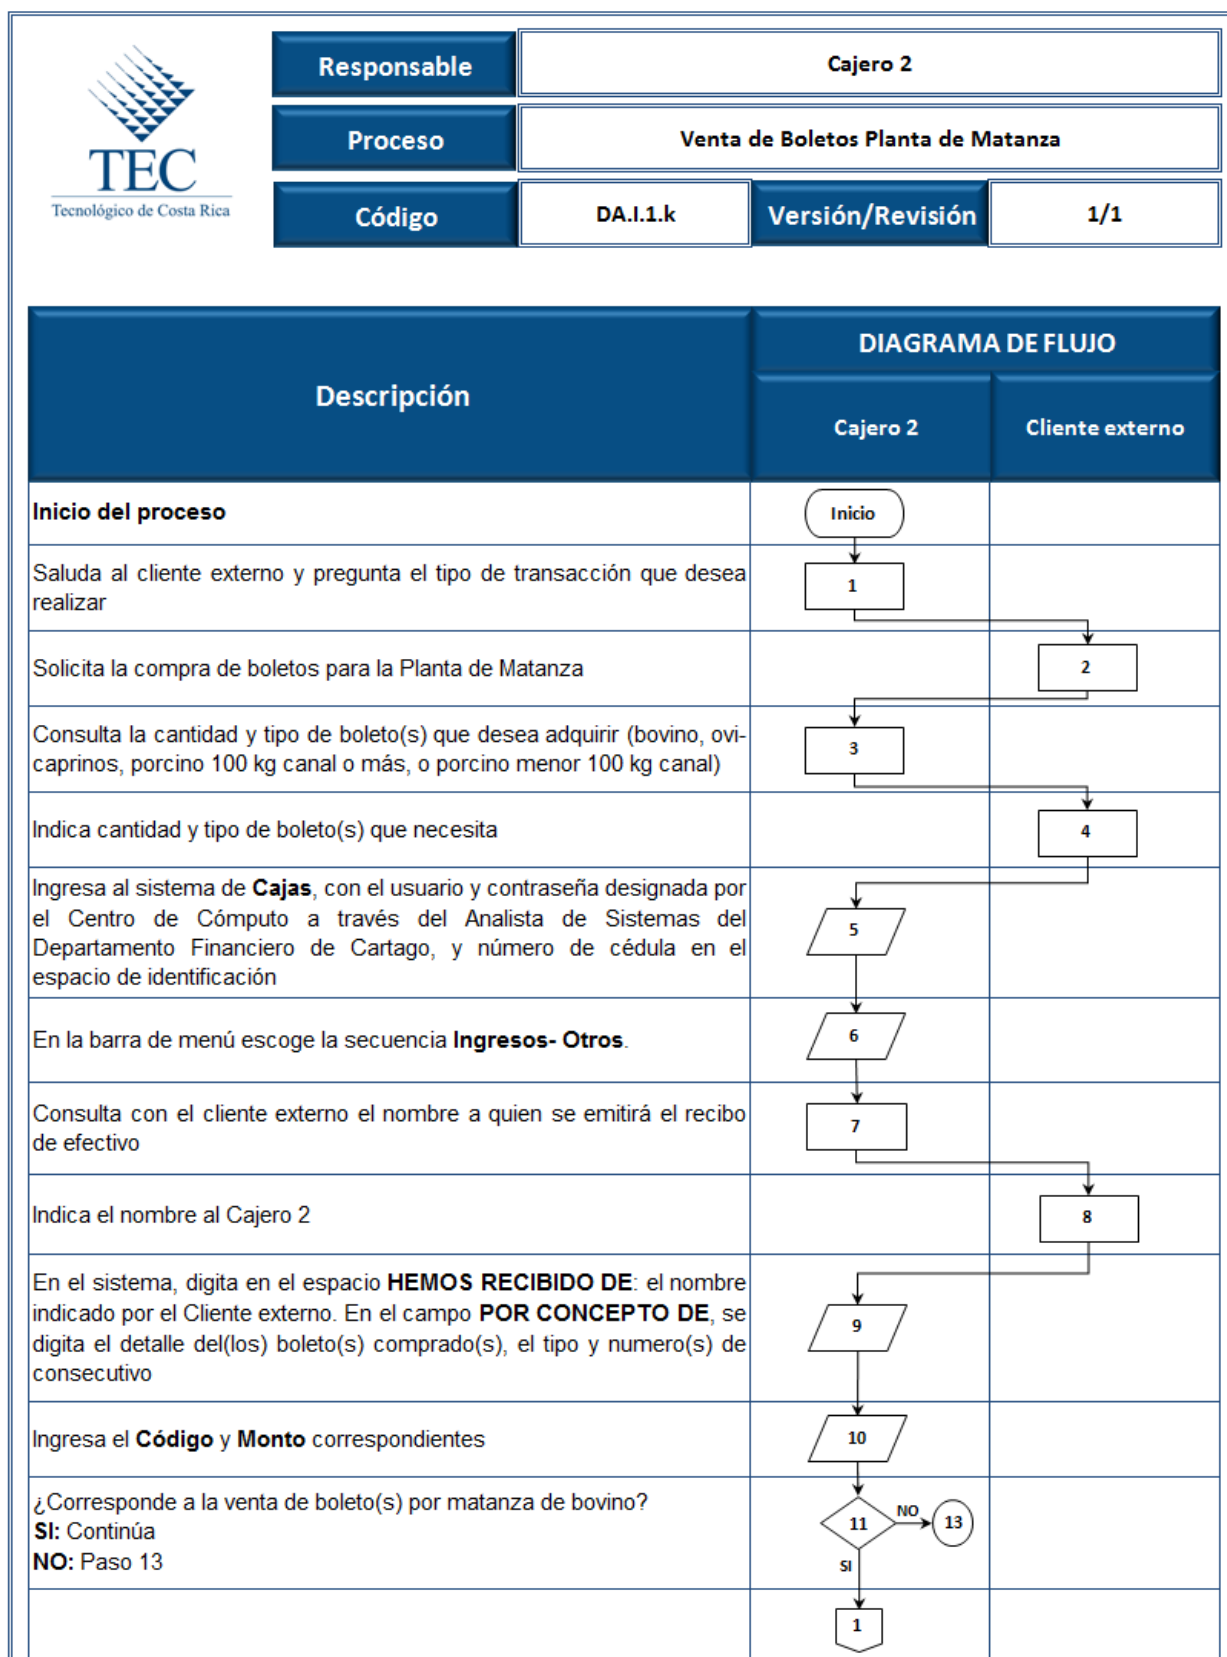 TEC
Tecnológico de Costa Rica
Responsable
Cajero 2
Proceso
Venta de Boletos Planta de Matanza
Código
DA.I.1.k
Versión/Revisión
1/1
Descripción
DIAGRAMA DE FLUJO
Cajero 2
Cliente externo
Inicio del proceso
Inicio
Saluda al cliente externo y pregunta el tipo de transacción que desea
realizar
1
Solicita la compra de boletos para la Planta de Matanza
2
Consulta la cantidad y tipo de boleto(s) que desea adquirir (bovino, ovi-
caprinos, porcino 100 kg canal o más, o porcino menor 100 kg canal)
3
Indica cantidad y tipo de boleto(s) que necesita
4
Ingresa al sistema de Cajas, con el usuario y contraseña designada por
el Centro de Cómputo a través del Analista de Sistemas del
Departamento Financiero de Cartago, y número de cédula en el
espacio de identificación
5
En la barra de menú escoge la secuencia Ingresos- Otros.
6
Consulta con el cliente externo el nombre a quien se emitirá el recibo
de efectivo
7
Indica el nombre al Cajero 2
8
En el sistema, digita en el espacio HEMOS RECIBIDO DE: el nombre
indicado por el Cliente externo. En el campo POR CONCEPTO DE, se
digita el detalle del(los) boleto(s) comprado(s), el tipo y numero(s) de
consecutivo
9
Ingresa el Código y Monto correspondientes
10
¿Corresponde a la venta de boleto(s) por matanza de bovino?
SI: Continúa
NO: Paso 13
11
NO
13
SI
1